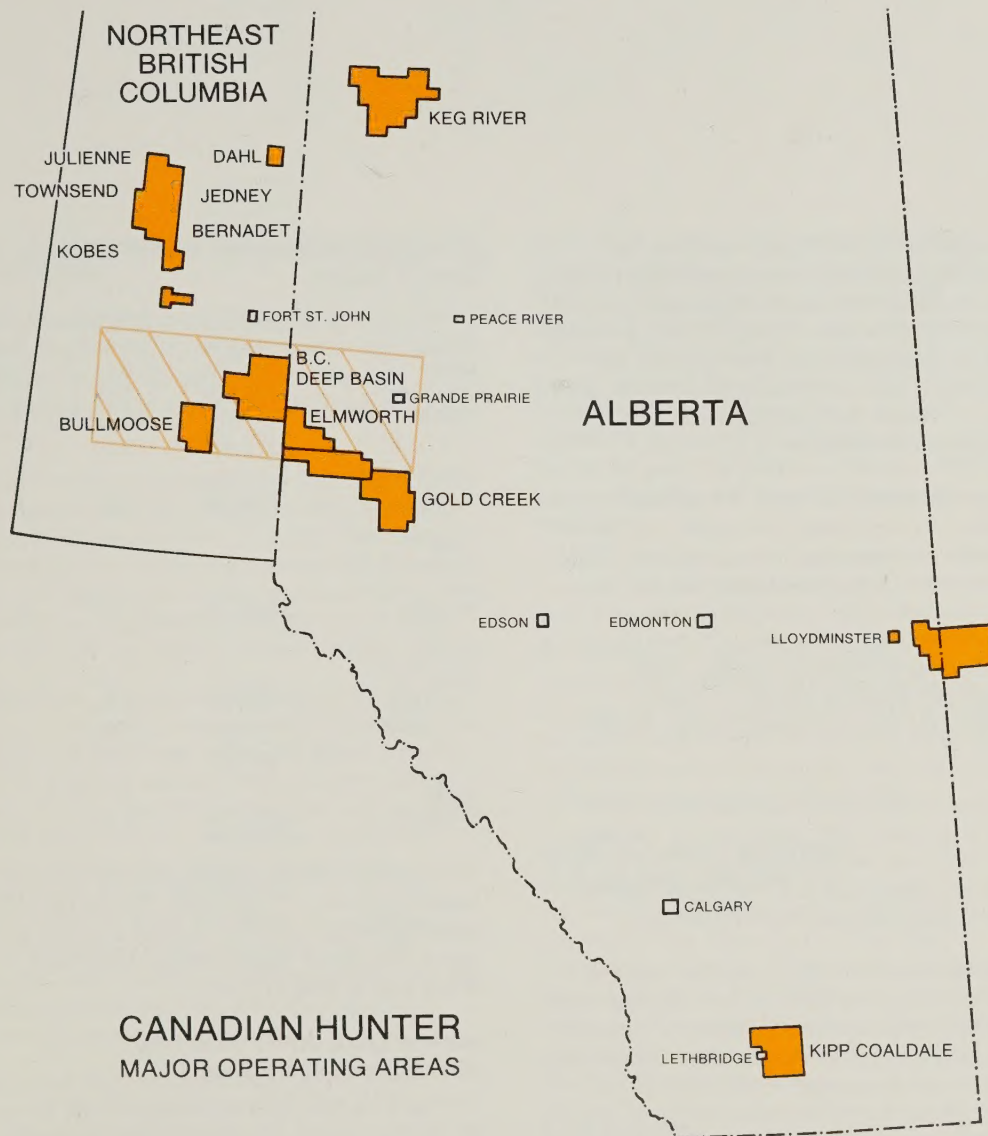 NORTHEAST
BRITISH
COLUMBIA
KEG RIVER
JULIENNE
DAHL
TOWNSEND
JEDNEY
BERNADET
KOBES
FORT ST. JOHN
PEACE RIVER
B.C.
DEEP BASIN
GRANDE PRAIRIE
ELMWORTH
BULLMOOSE
ALBERTA
GOLD CREEK
EDSON
EDMONTON
LLOYDMINSTER
CALGARY
CANADIAN HUNTER
MAJOR OPERATING AREAS
LETHBRIDGE
KIPP COALDALE